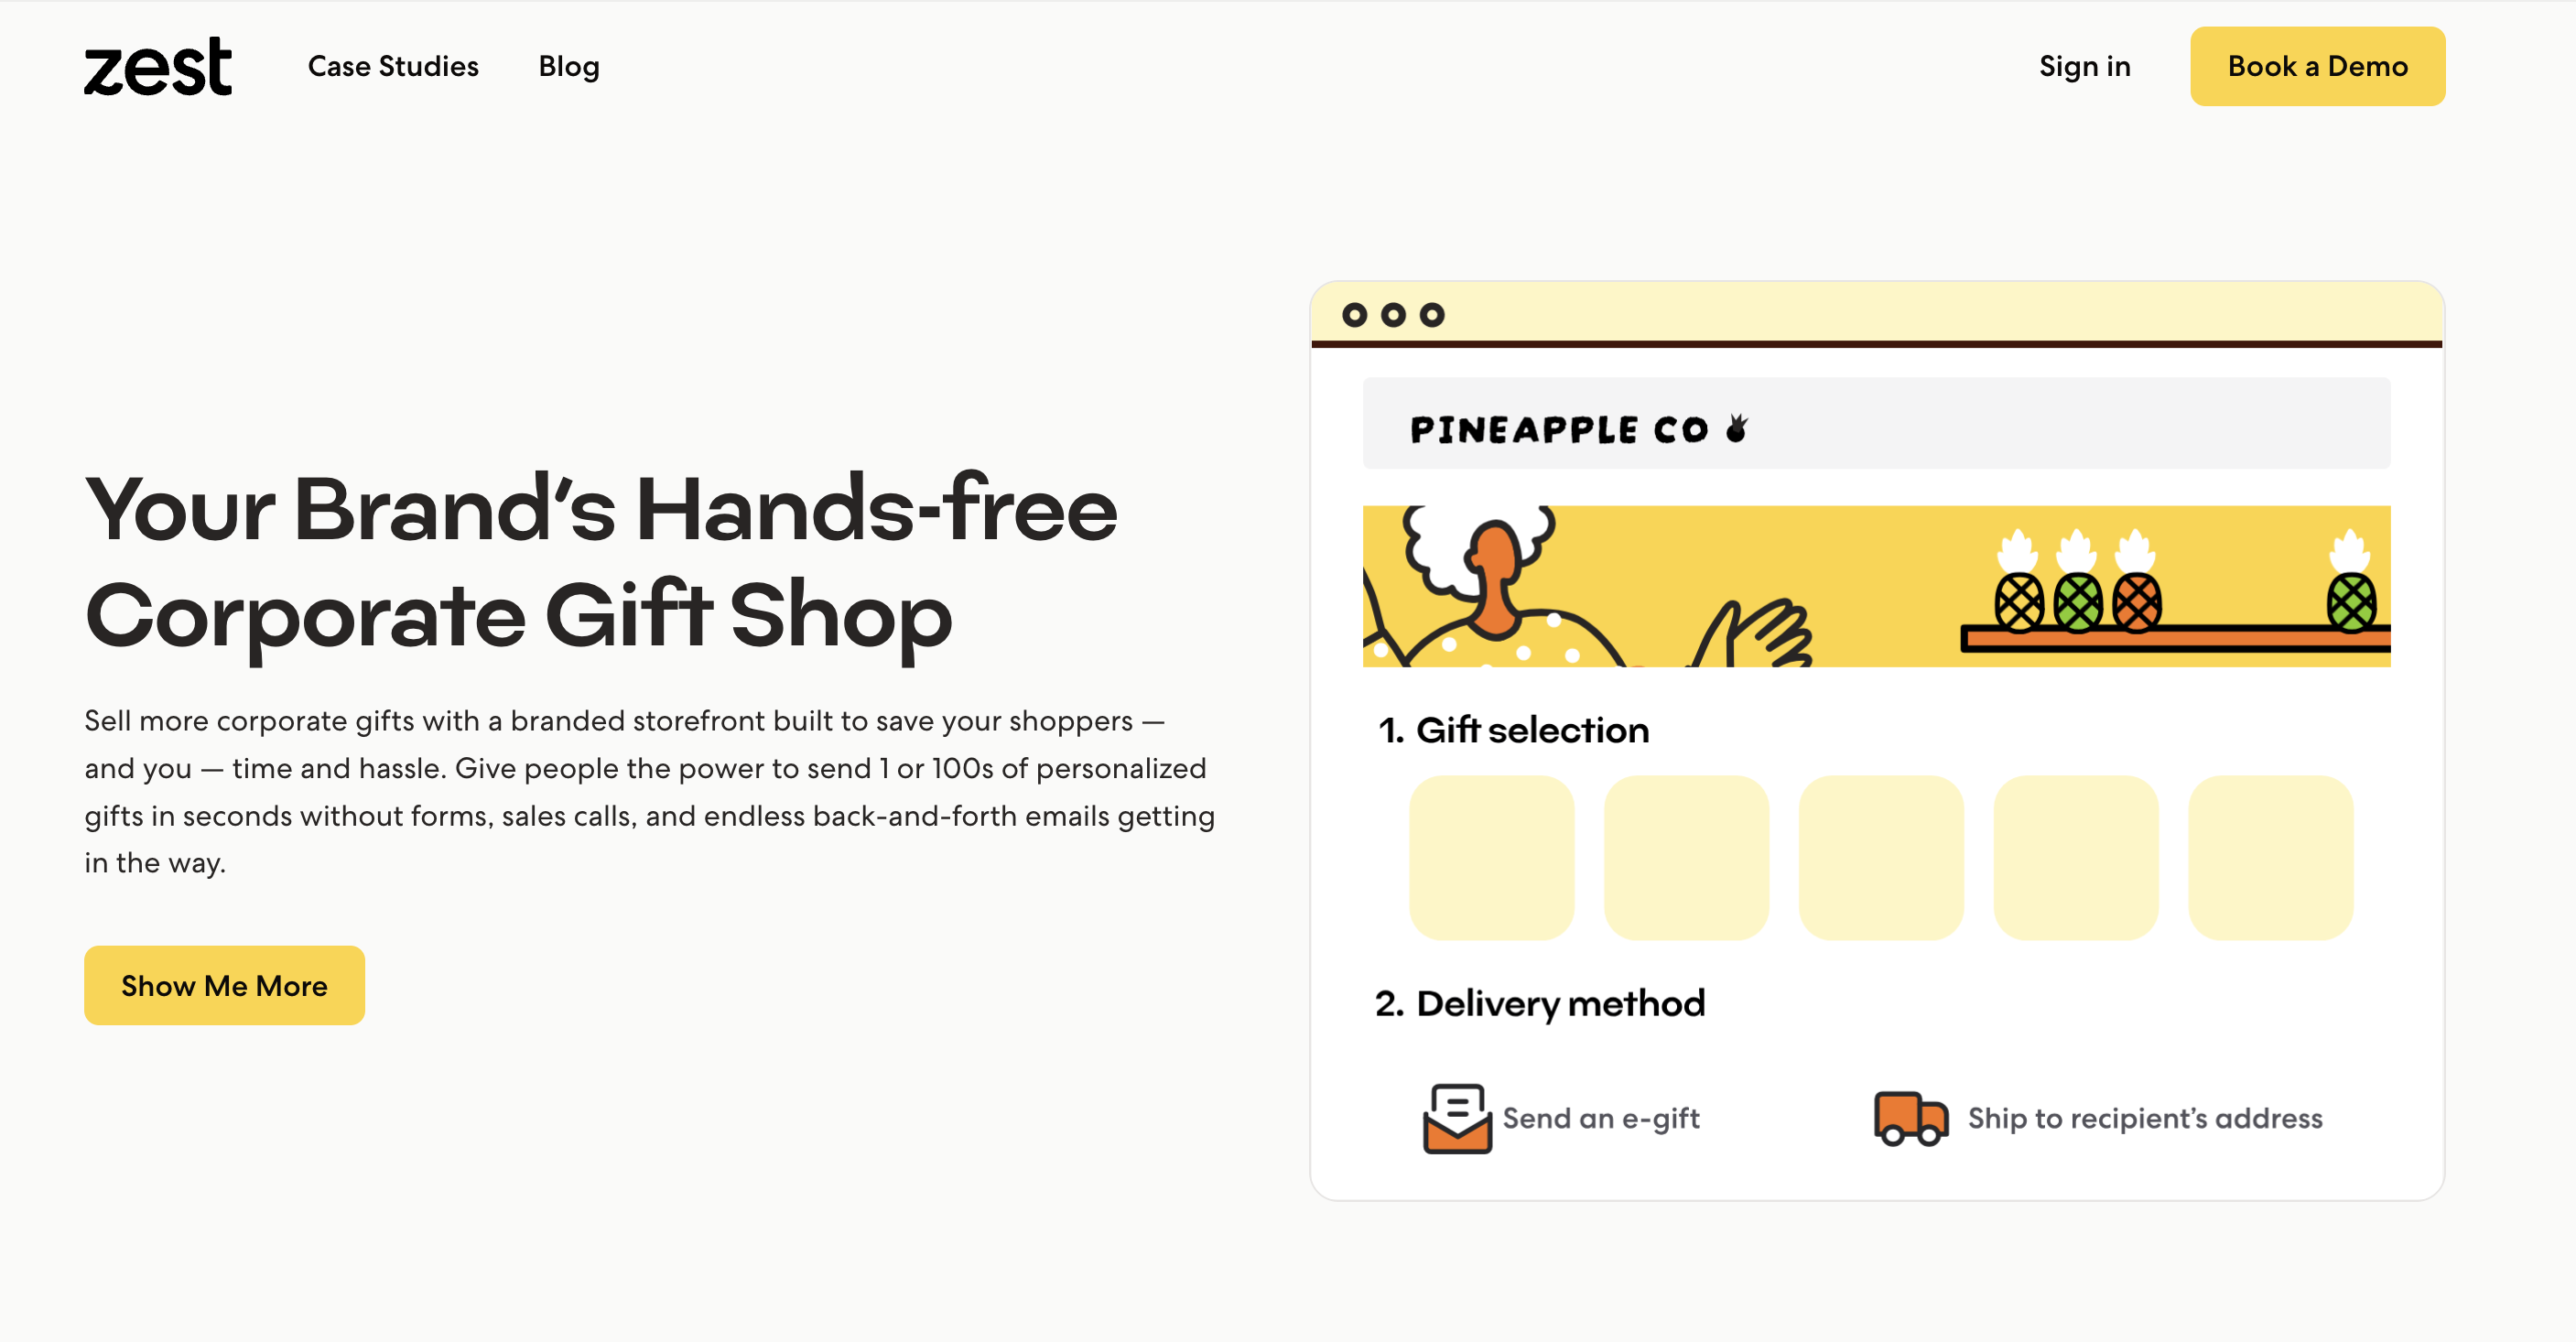 zest
Case Studies
Blog
Sign in
Book a Demo
Your Brand’s Hands-free
Corporate Gift Shop
Sell more corporate gifts with a branded storefront built to save your shoppers —
and you — time and hassle. Give people the power to send 1 or 100s of personalized
gifts in seconds without forms, sales calls, and endless back-and-forth emails getting
in the way.
Show Me More
PINEAPPLE CO
1. Gift selection
2. Delivery method
Send an e-gift
Ship to recipient’s address